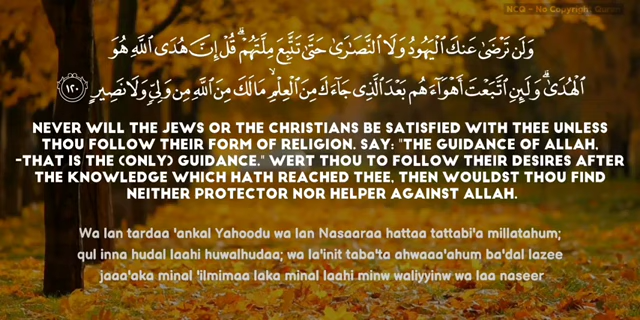 NCQ - No Copyright Quran
وَلَن تَرْضَىٰ عَنكَ ٱلْيَهُودُ وَلَا ٱلنَّصَـٰرَىٰ حَتَّىٰ تَتَّبِعَ مِلَّتَهُمْ ۗ قُلْ إِنَّ هُدَى ٱللَّهِ هُوَ
ٱلْهُدَىٰ ۗ وَلَئِنِ ٱتَّبَعْتَ أَهْوَآءَهُم بَعْدَ ٱلَّذِى جَآءَكَ مِنَ ٱلْعِلْمِ ۙ مَا لَكَ مِنَ ٱللَّهِ مِن وَلِىٍّ وَلَا نَصِيرٍ ١٢٠
NEVER WILL THE JEWS OR THE CHRISTIANS BE SATISFIED WITH THEE UNLESS
THOU FOLLOW THEIR FORM OF RELIGION. SAY: "THE GUIDANCE OF ALLAH,
-THAT IS THE (ONLY) GUIDANCE." WERT THOU TO FOLLOW THEIR DESIRES AFTER
THE KNOWLEDGE WHICH HATH REACHED THEE, THEN WOULDST THOU FIND
NEITHER PROTECTOR NOR HELPER AGAINST ALLAH.
Wa lan tardaa 'ankal Yahoodu wa lan Nasaaraa hattaa tattabi'a millatahum;
qul inna hudal laahi huwalhudaa; wa la'init taba'ta ahwaaa'ahum ba'dal lazee
jaaa'aka minal 'ilmimaa laka minal laahi minw waliyyinw wa laa naseer